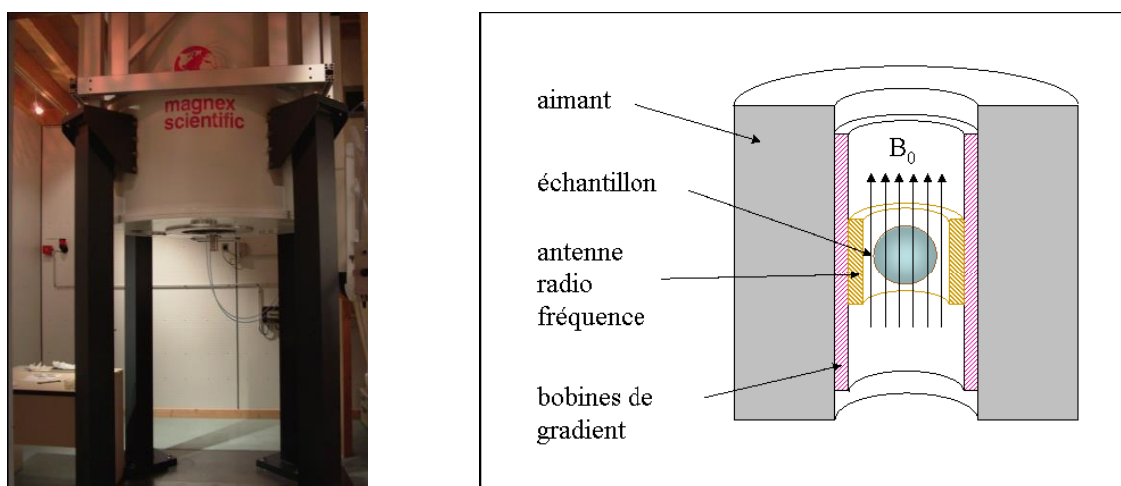 magnex
scientific
aimant
échantillon
antenne
radio
fréquence
bobines de
gradient
B₀